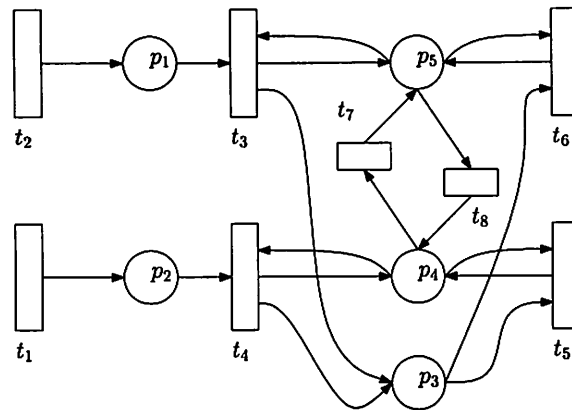 p₁ p₅
t₇
t₂ t₃ t₆
t₈
p₂ p₄
t₁ t₄ p₃ t₅